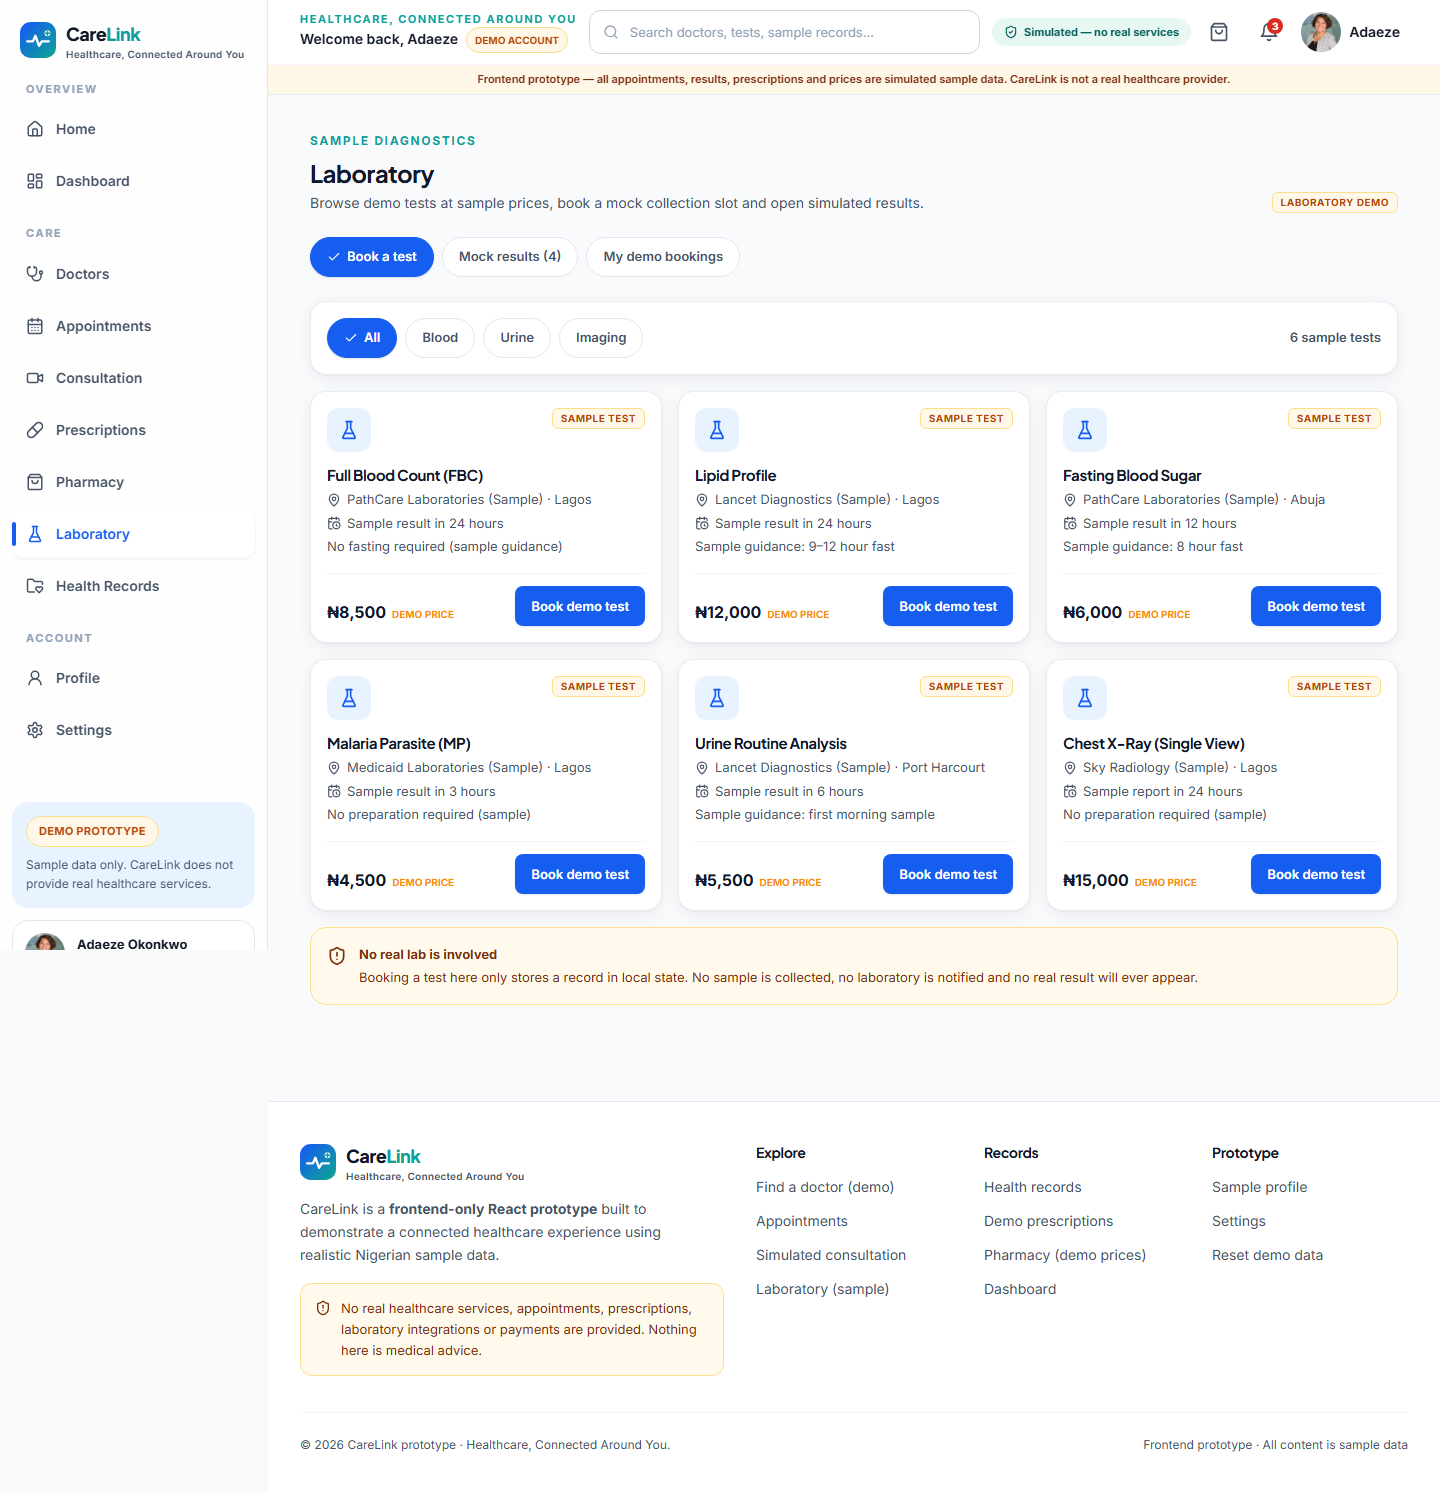 CareLink
Healthcare, Connected Around You
OVERVIEW
Home
Dashboard
CARE
Doctors
Appointments
Consultation
Prescriptions
Pharmacy
Laboratory
Health Records
ACCOUNT
Profile
Settings
DEMO PROTOTYPE
Sample data only. CareLink does not
provide real healthcare services.
Adaeze Okonkwo
HEALTHCARE, CONNECTED AROUND YOU
Welcome back, Adaeze DEMO ACCOUNT
Search doctors, tests, sample records...
Simulated — no real services
3
Adaeze
Frontend prototype — all appointments, results, prescriptions and prices are simulated sample data. CareLink is not a real healthcare provider.
SAMPLE DIAGNOSTICS
Laboratory
Browse demo tests at sample prices, book a mock collection slot and open simulated results.
LABORATORY DEMO
Book a test
Mock results (4)
My demo bookings
All
Blood
Urine
Imaging
6 sample tests
SAMPLE TEST
Full Blood Count (FBC)
PathCare Laboratories (Sample) · Lagos
Sample result in 24 hours
No fasting required (sample guidance)
₦8,500 DEMO PRICE
Book demo test
SAMPLE TEST
Lipid Profile
Lancet Diagnostics (Sample) · Lagos
Sample result in 24 hours
Sample guidance: 9–12 hour fast
₦12,000 DEMO PRICE
Book demo test
SAMPLE TEST
Fasting Blood Sugar
PathCare Laboratories (Sample) · Abuja
Sample result in 12 hours
Sample guidance: 8 hour fast
₦6,000 DEMO PRICE
Book demo test
SAMPLE TEST
Malaria Parasite (MP)
Medicaid Laboratories (Sample) · Lagos
Sample result in 3 hours
No preparation required (sample)
₦4,500 DEMO PRICE
Book demo test
SAMPLE TEST
Urine Routine Analysis
Lancet Diagnostics (Sample) · Port Harcourt
Sample result in 6 hours
Sample guidance: first morning sample
₦5,500 DEMO PRICE
Book demo test
SAMPLE TEST
Chest X-Ray (Single View)
Sky Radiology (Sample) · Lagos
Sample report in 24 hours
No preparation required (sample)
₦15,000 DEMO PRICE
Book demo test
No real lab is involved
Booking a test here only stores a record in local state. No sample is collected, no laboratory is notified and no real result will ever appear.
CareLink
Healthcare, Connected Around You
CareLink is a frontend-only React prototype built to
demonstrate a connected healthcare experience using
realistic Nigerian sample data.
No real healthcare services, appointments, prescriptions,
laboratory integrations or payments are provided. Nothing
here is medical advice.
Explore
Find a doctor (demo)
Appointments
Simulated consultation
Laboratory (sample)
Records
Health records
Demo prescriptions
Pharmacy (demo prices)
Dashboard
Prototype
Sample profile
Settings
Reset demo data
© 2026 CareLink prototype · Healthcare, Connected Around You.
Frontend prototype · All content is sample data